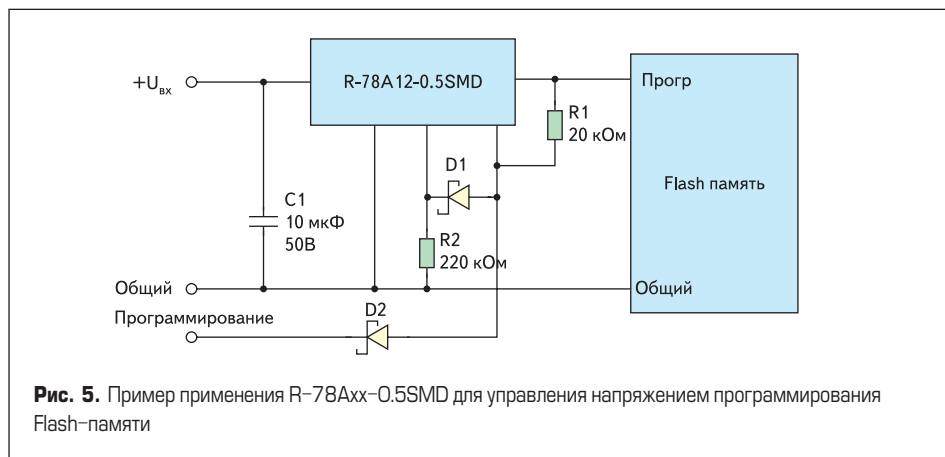 R-78A12-0.5SMD
+Uвх
Прогр
R1
20 кОм
D1
Flash память
C1
10 мкФ
50В
R2
220 кОм
Общий
Общий
Программирование
D2
Рис. 5. Пример применения R-78Axx-0.5SMD для управления напряжением программирования
Flash-памяти